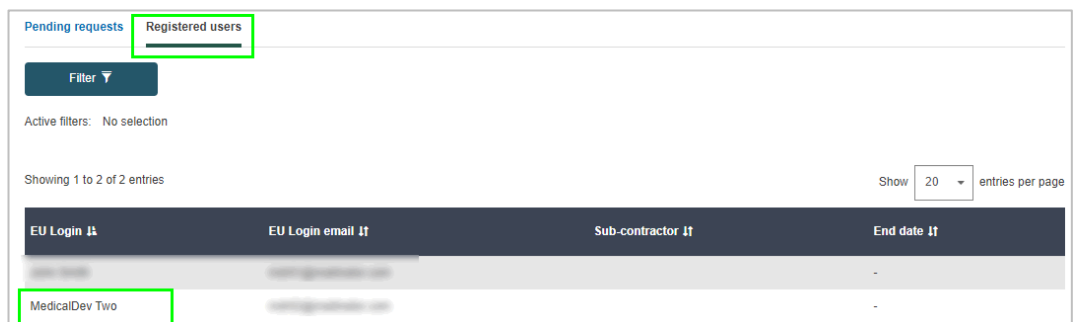 Pending requests Registered users
Filter
Active filters: No selection
Showing 1 to 2 of 2 entries Show 20 entries per page
EU Login EU Login email Sub-contractor End date
-
MedicalDev Two -